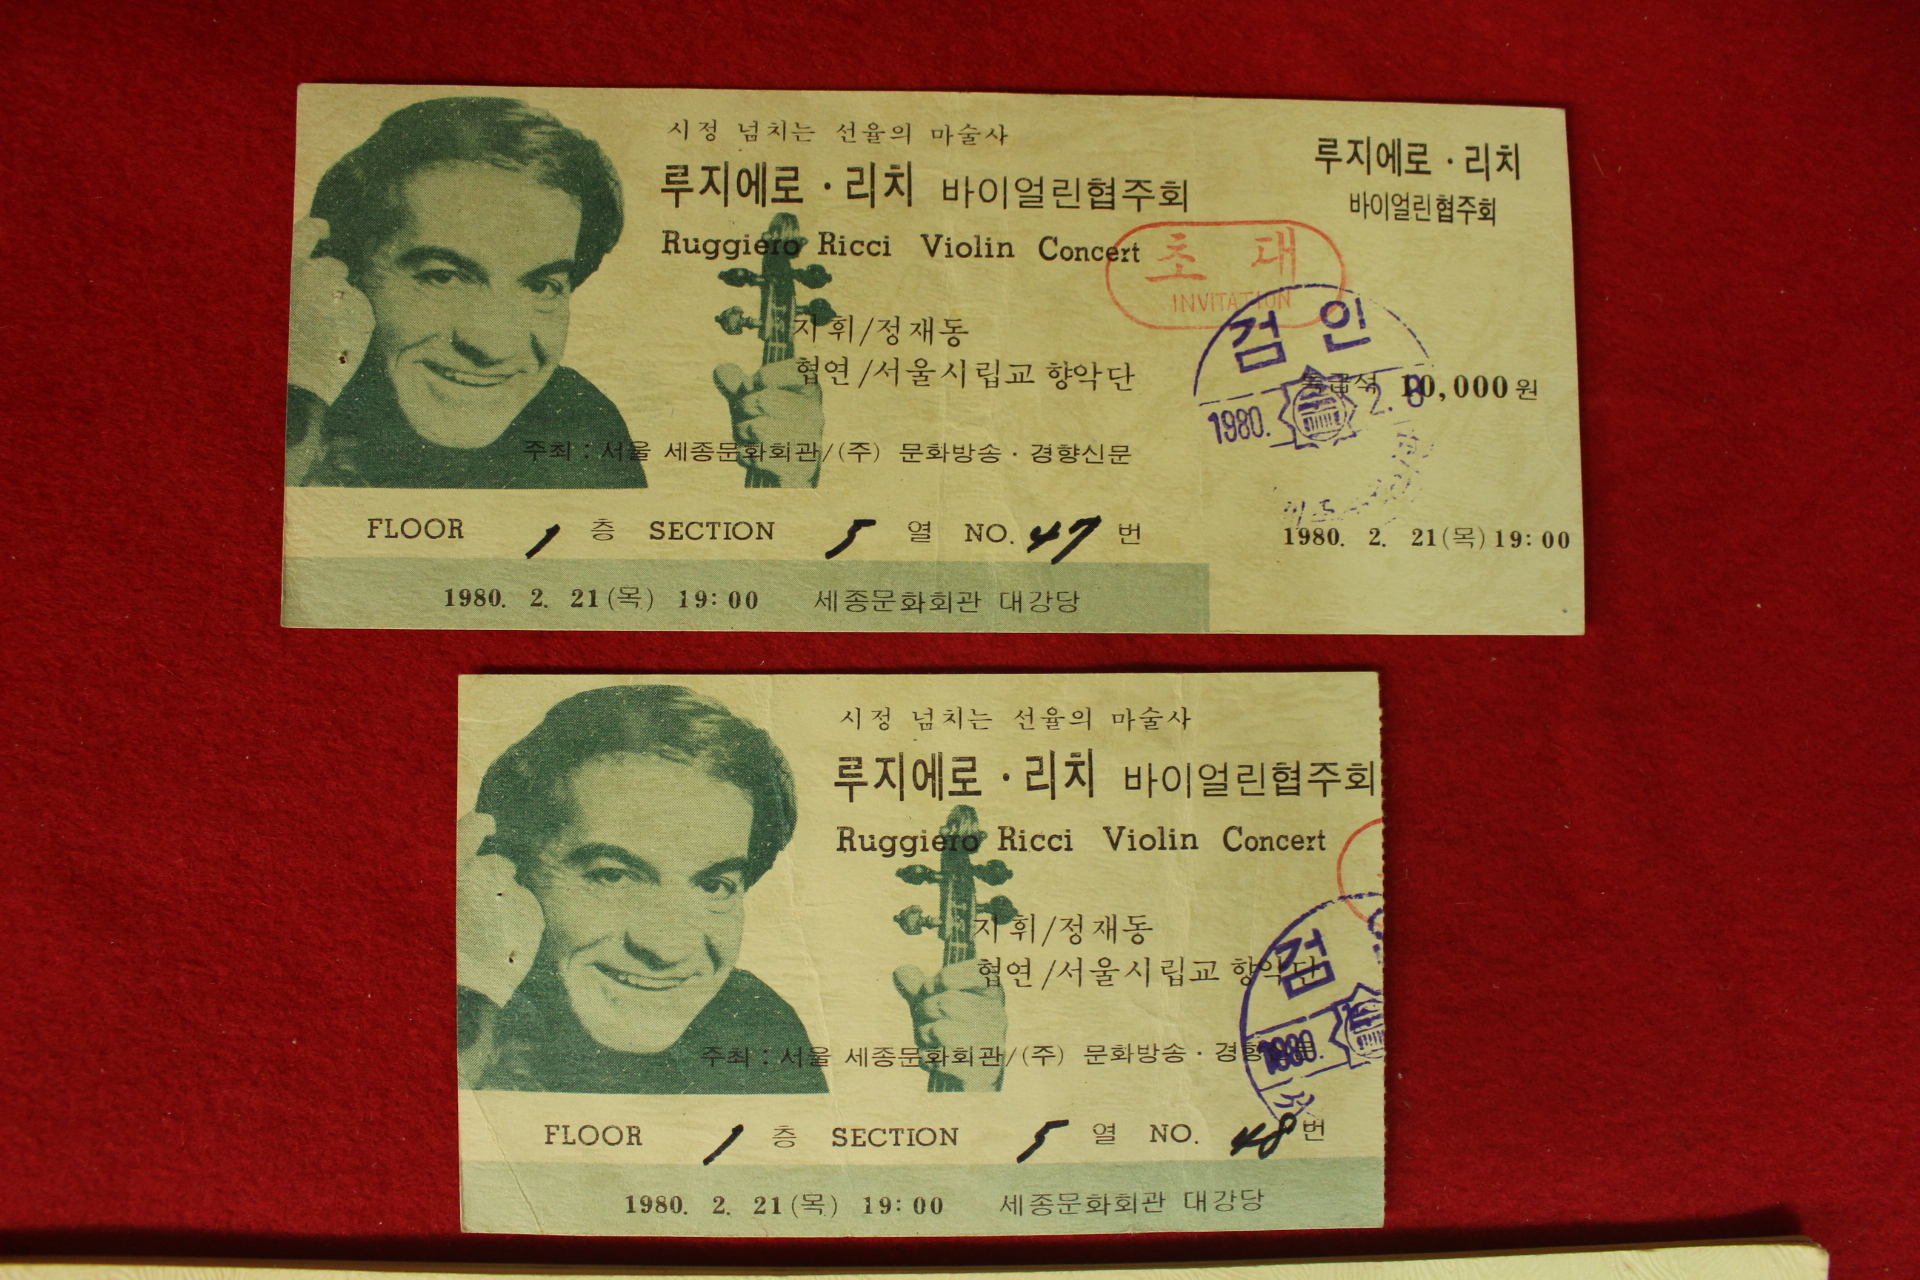 시정 넘치는 선율의 마술사
루지에로·리치 바이얼린협주회
Ruggiero Ricci Violin Concert
지휘/정재동
협연/서울시립교향악단
주최 : 서울 세종문화회관/(주) 문화방송·경향신문
FLOOR 1 층 SECTION 5 열 NO. 47 번
1980. 2. 21(목) 19:00 세종문화회관 대강당
루지에로·리치
바이얼린협주회
초대
INVITATION
검인
1980. 2. 8
10,000원
1980. 2. 21(목) 19:00
시정 넘치는 선율의 마술사
루지에로·리치 바이얼린협주회
Ruggiero Ricci Violin Concert
지휘/정재동
협연/서울시립교향악단
주최 : 서울 세종문화회관/(주) 문화방송·경향신문
검
1980.
서
FLOOR 1 층 SECTION 5 열 NO. 48 번
1980. 2. 21(목) 19:00 세종문화회관 대강당